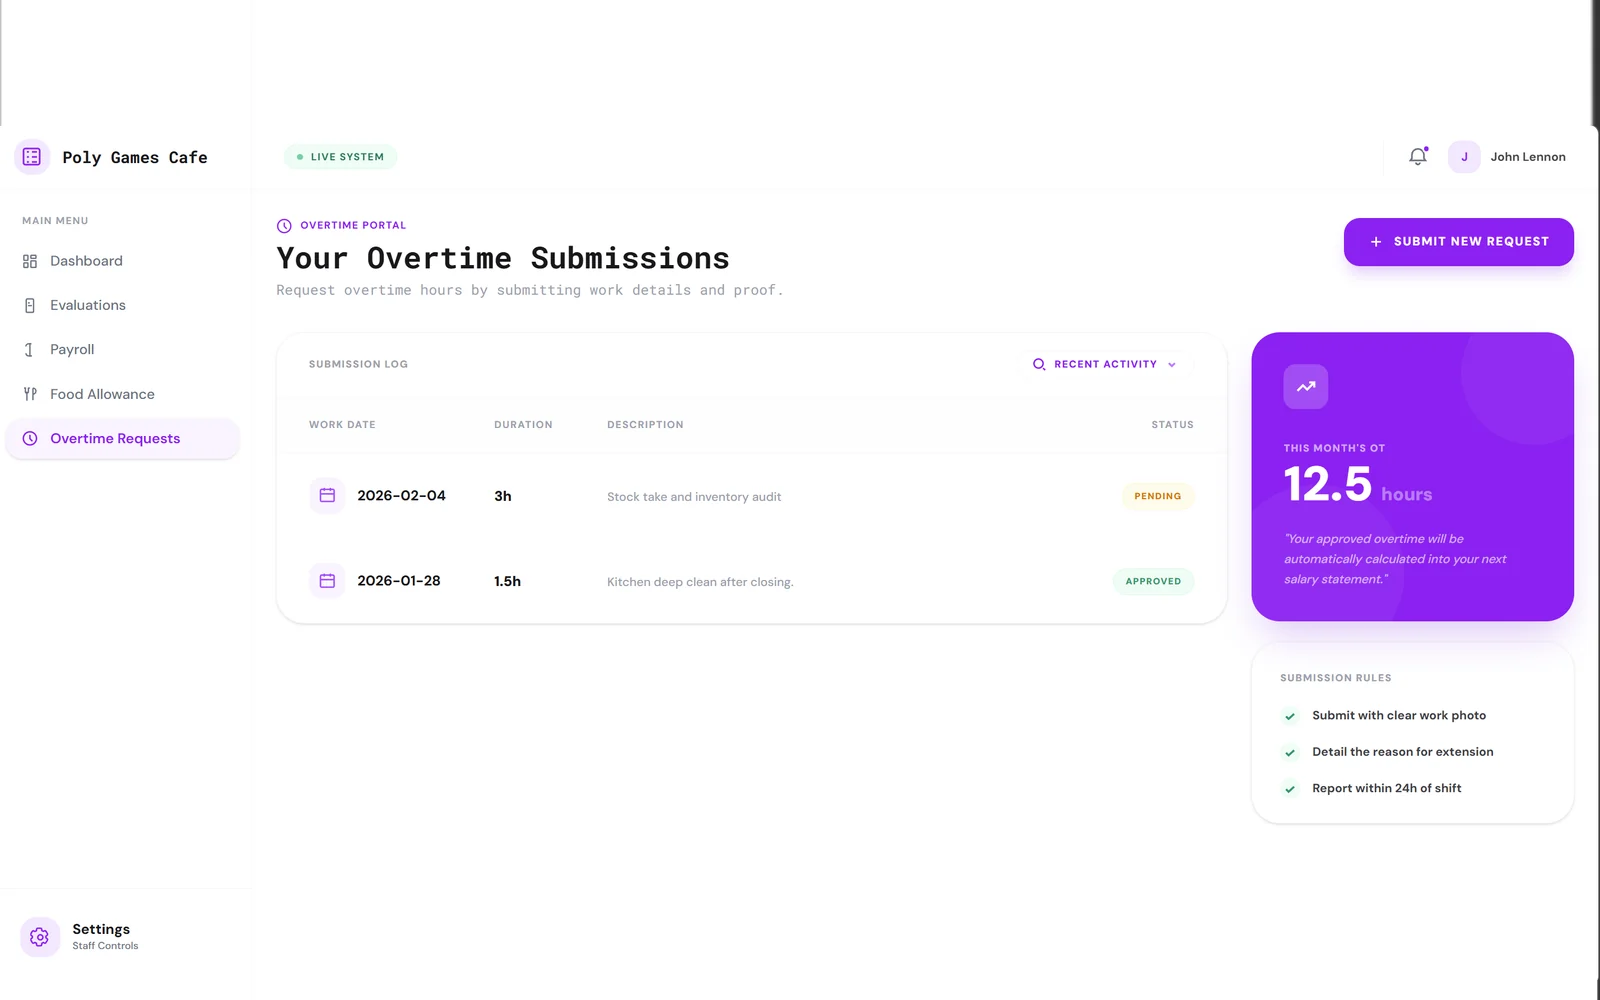 Poly Games Cafe
LIVE SYSTEM
J
John Lennon
MAIN MENU
Dashboard
Evaluations
Payroll
Food Allowance
Overtime Requests
Settings
Staff Controls
OVERTIME PORTAL
Your Overtime Submissions
Request overtime hours by submitting work details and proof.
SUBMIT NEW REQUEST
SUBMISSION LOG
RECENT ACTIVITY
WORK DATE DURATION DESCRIPTION STATUS
2026-02-04 3h Stock take and inventory audit PENDING
2026-01-28 1.5h Kitchen deep clean after closing. APPROVED
THIS MONTH'S OT
12.5 hours
"Your approved overtime will be
automatically calculated into your next
salary statement."
SUBMISSION RULES
Submit with clear work photo
Detail the reason for extension
Report within 24h of shift